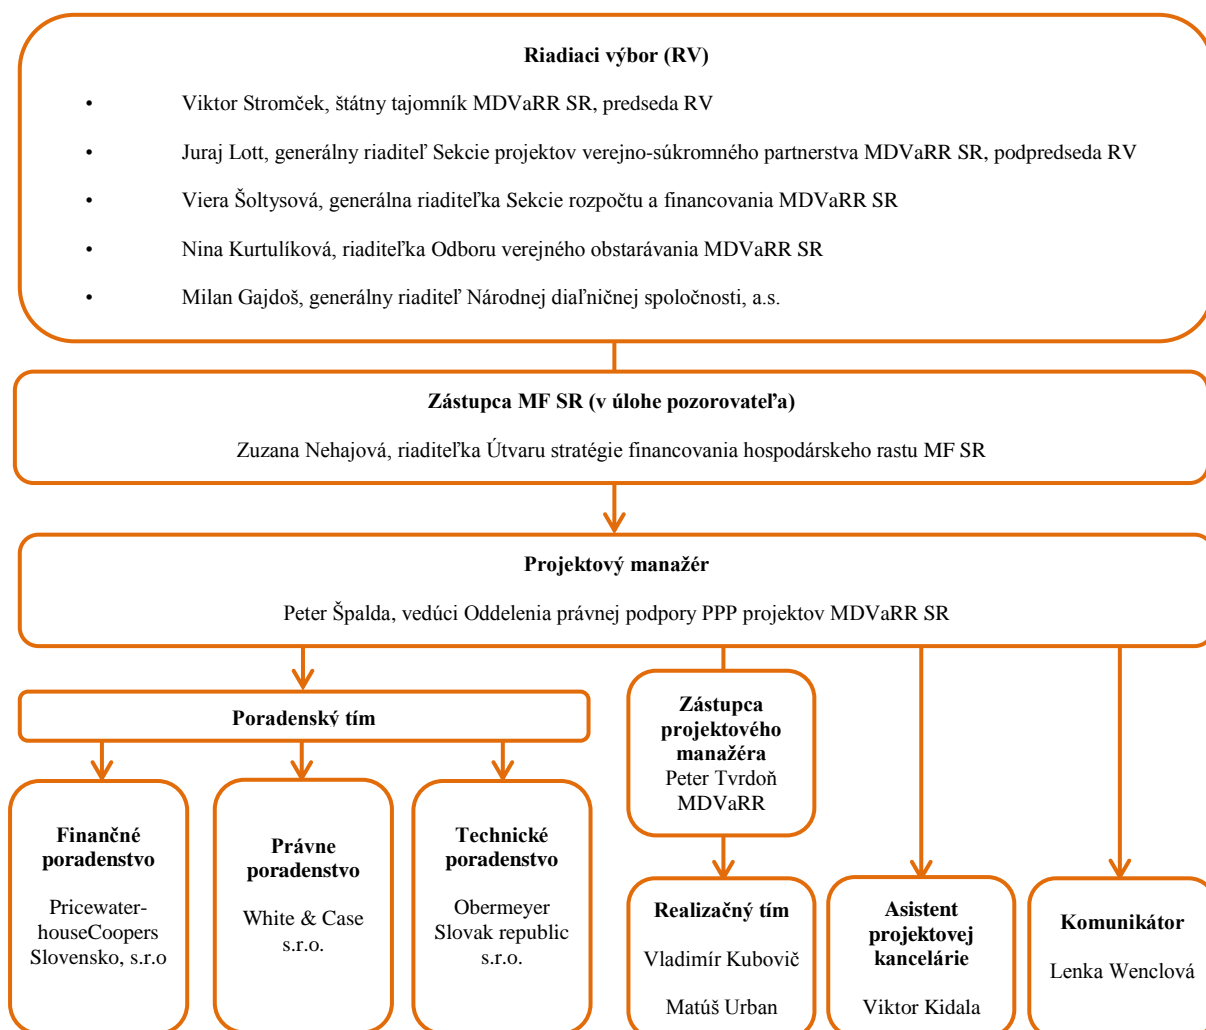 Riadiaci výbor (RV)
• Viktor Stromček, štátny tajomník MDVaRR SR, predseda RV
• Juraj Lott, generálny riaditeľ Sekcie projektov verejno-súkromného partnerstva MDVaRR SR, podpredseda RV
• Viera Šoltysová, generálna riaditeľka Sekcie rozpočtu a financovania MDVaRR SR
• Nina Kurtulíková, riaditeľka Odboru verejného obstarávania MDVaRR SR
• Milan Gajdoš, generálny riaditeľ Národnej diaľničnej spoločnosti, a.s.
Zástupca MF SR (v úlohe pozorovateľa)
Zuzana Nehajová, riaditeľka Útvaru stratégie financovania hospodárskeho rastu MF SR
Projektový manažér
Peter Špalda, vedúci Oddelenia právnej podpory PPP projektov MDVaRR SR
Poradenský tím
Finančné
poradenstvo
Pricewater-
houseCoopers
Slovensko, s.r.o
Právne
poradenstvo
White & Case
s.r.o.
Technické
poradenstvo
Obermeyer
Slovak republic
s.r.o.
Zástupca
projektového
manažéra
Peter Tvrdoň
MDVaRR
Realizačný tím
Vladimír Kubovič
Matúš Urban
Asistent
projektovej
kancelárie
Viktor Kidala
Komunikátor
Lenka Wenclová